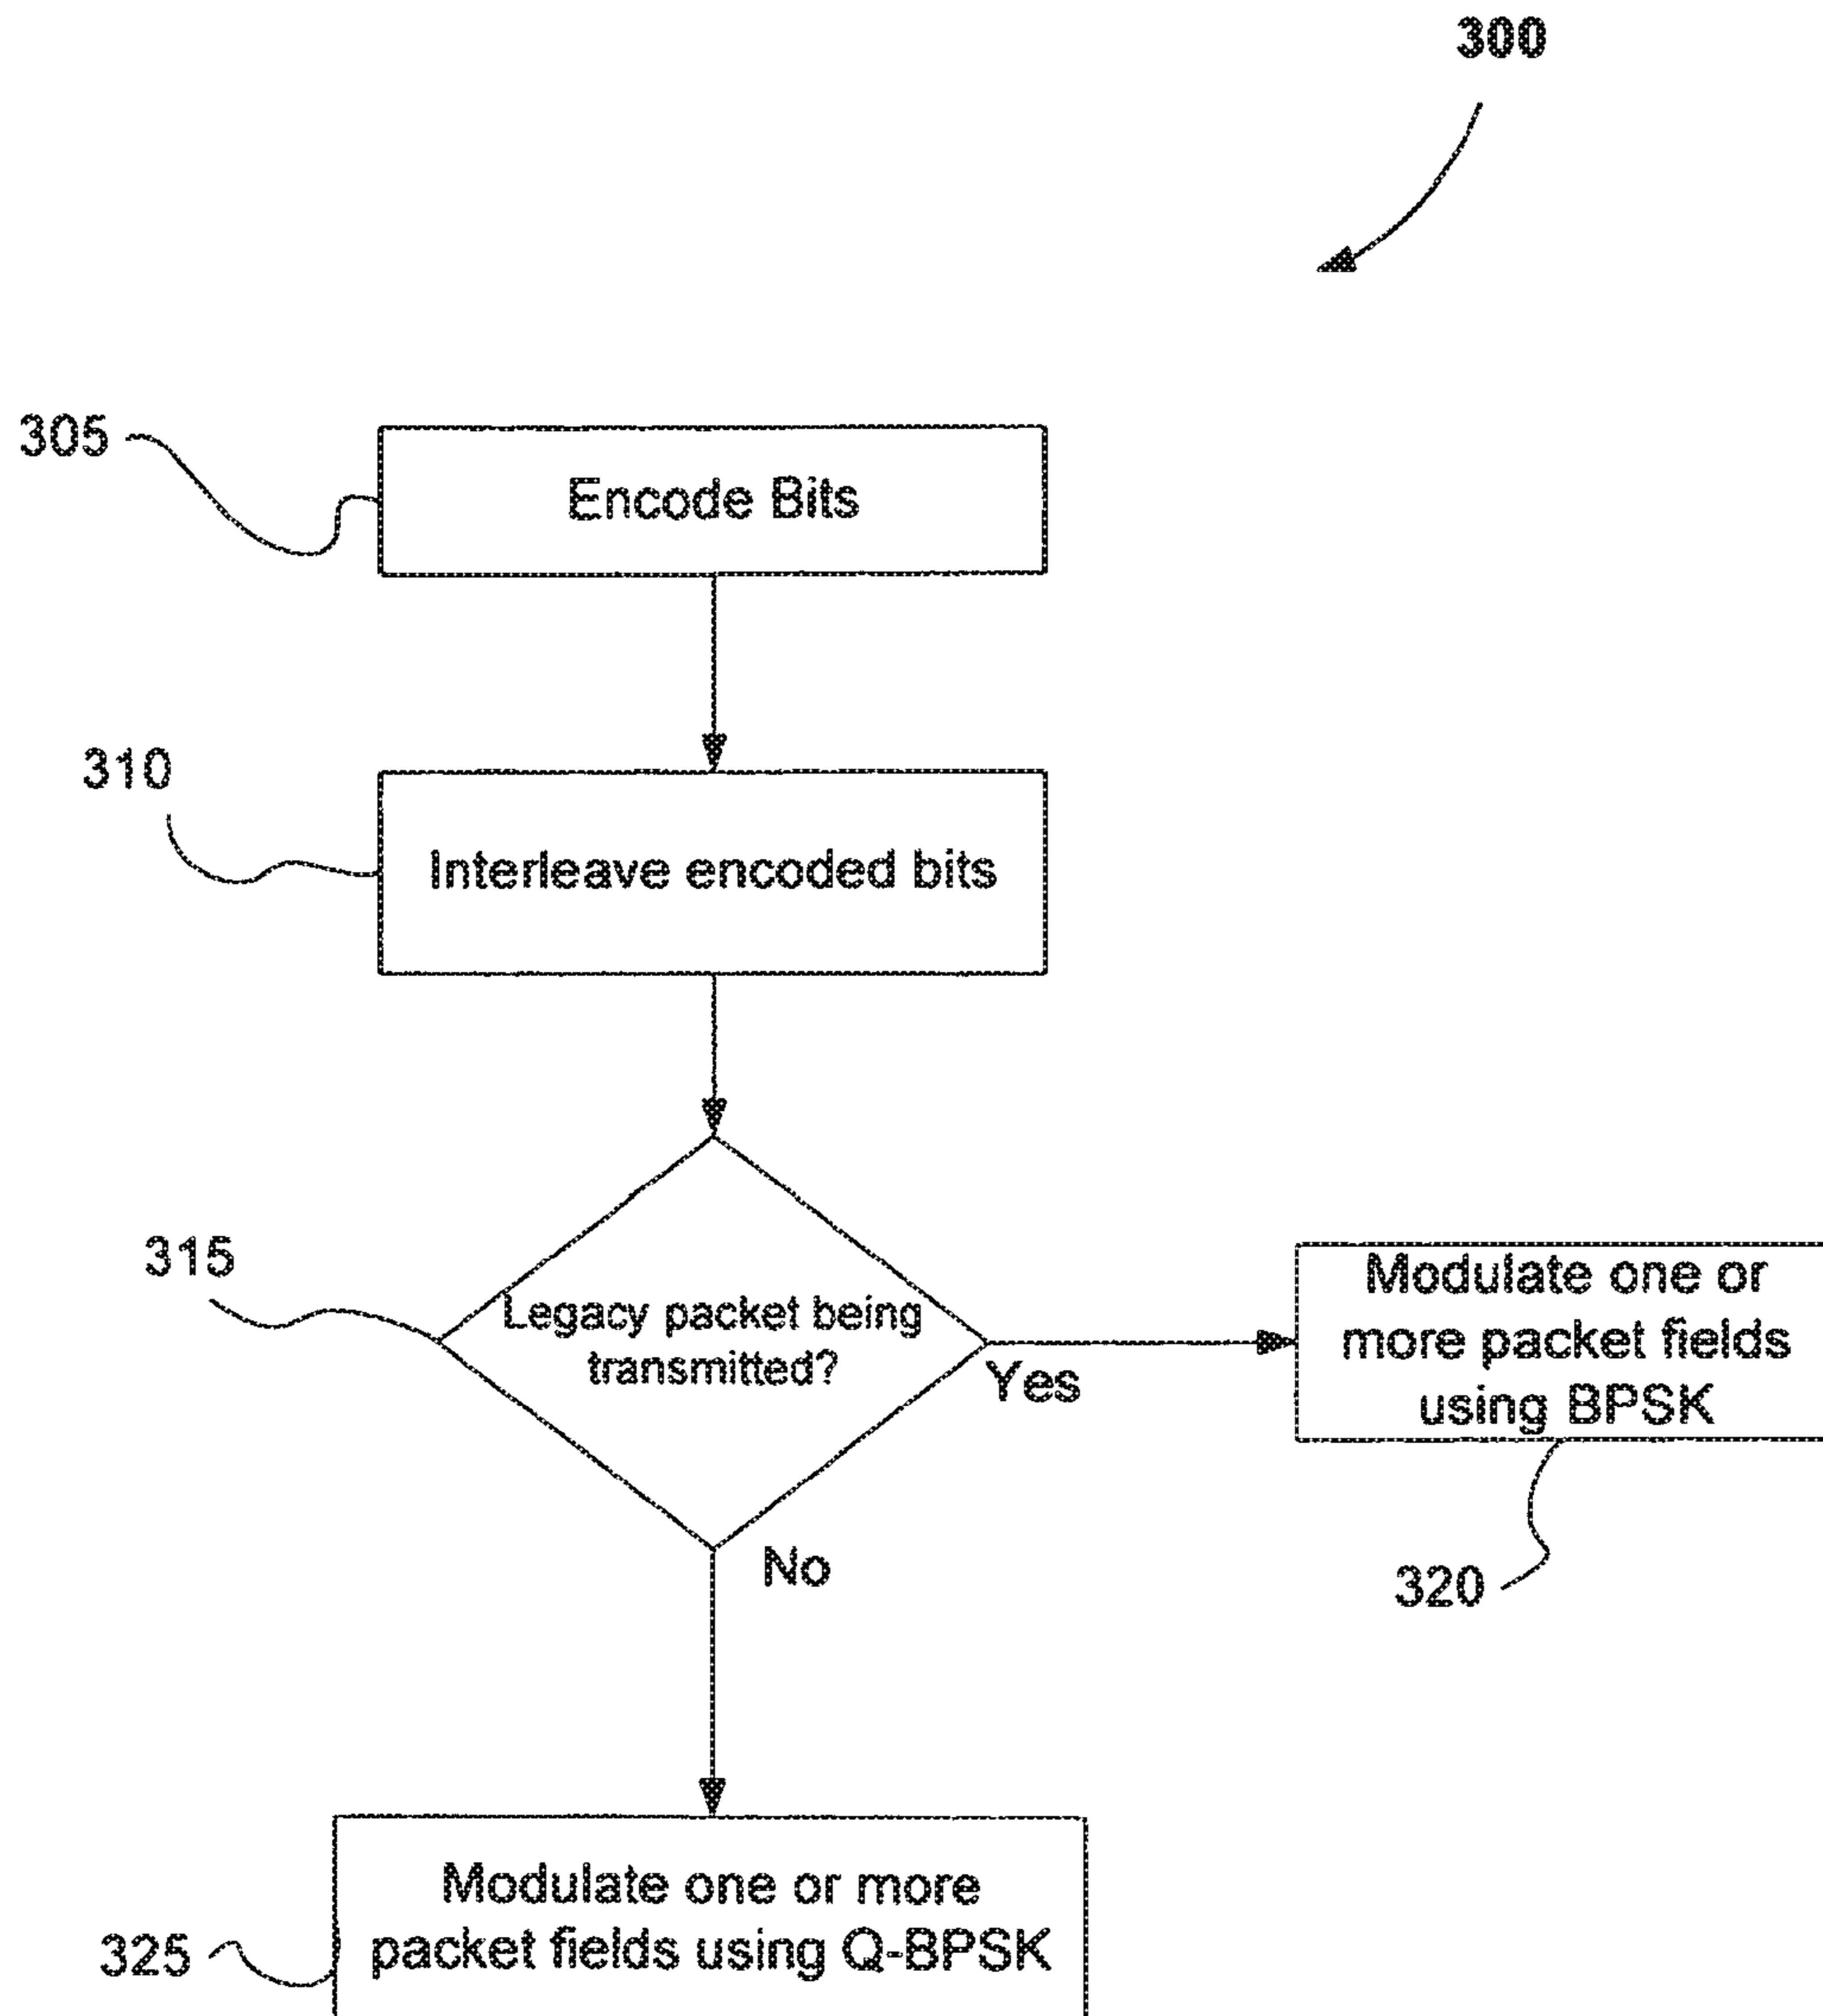 300
305
Encode Bits
310
Interleave encoded bits
315
Legacy packet being
transmitted?
Yes
Modulate one or
more packet fields
using BPSK
320
No
Modulate one or more
packet fields using Q-BPSK
325